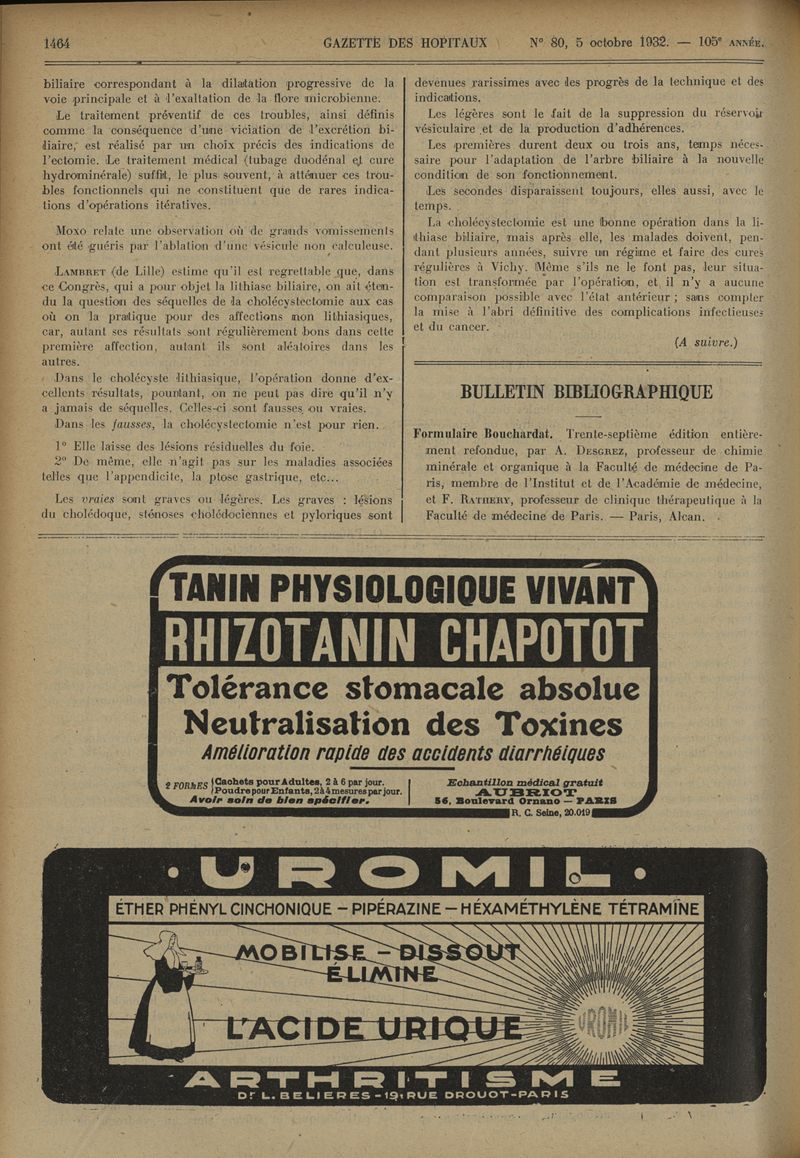 1464 GAZETTE DES HOPITAUX N° 80, 5 octobre 1932. — 105e ANNÉE.
biliaire correspondant à la dilatation progressive de la
voie principale et à l'exaltation de la flore microbienne.
Le traitement préventif de ces troubles, ainsi définis
comme la conséquence d'une viciation de l'excrétion bi-
liaire, est réalisé par un choix précis des indications de
l'ectomie. Le traitement médical (tubage duodénal et cure
hydrominérale) suffit, le plus souvent, à atténuer ces trou-
bles fonctionnels qui ne constituent que de rares indica-
tions d'opérations itératives.
Moxo relate une observation où de grands vomissements
ont été guéris par l'ablation d'une vésicule non calculeuse.
LAMBRET (de Lille) estime qu'il est regrettable que, dans
ce Congrès, qui a pour objet la lithiase biliaire, on ait éten-
du la question des séquelles de la cholécystectomie aux cas
où on la pratique pour des affections non lithiasiques,
car, autant ses résultats sont régulièrement bons dans cette
première affection, autant ils sont aléatoires dans les
autres.
Dans le cholécyste lithiasique, l'opération donne d'ex-
cellents résultats, pourtant, on ne peut pas dire qu'il n'y
a jamais de séquelles. Celles-ci sont fausses ou vraies.
Dans les fausses, la cholécystectomie n'est pour rien.
1° Elle laisse des lésions résiduelles du foie.
2° De même, elle n'agit pas sur les maladies associées
telles que l'appendicite, la ptose gastrique, etc...
Les vraies sont graves ou légères. Les graves : lésions
du cholédoque, sténoses cholédociennes et pyloriques sont
devenues rarissimes avec les progrès de la technique et des
indications.
Les légères sont le fait de la suppression du réservoir
vésiculaire et de la production d'adhérences.
Les premières durent deux ou trois ans, temps néces-
saire pour l'adaptation de l'arbre biliaire à la nouvelle
condition de son fonctionnement.
Les secondes disparaissent toujours, elles aussi, avec le
temps.
La cholécystectomie est une bonne opération dans la li-
thiase biliaire, mais après elle, les malades doivent, pen-
dant plusieurs années, suivre un régime et faire des cures
régulières à Vichy. Même s'ils ne le font pas, leur situa-
tion est transformée par l'opération, et il n'y a aucune
comparaison possible avec l'état antérieur ; sans compter
la mise à l'abri définitive des complications infectieuses
et du cancer.
(A suivre.)
BULLETIN BIBLIOGRAPHIQUE
Formulaire Bouchardat. Trente-septième édition entière-
ment refondue, par A. DESGREZ, professeur de chimie
minérale et organique à la Faculté de médecine de Pa-
ris, membre de l'Institut et de l'Académie de médecine,
et F. RATHERY, professeur de clinique thérapeutique à la
Faculté de médecine de Paris. — Paris, Alcan.
TANIN PHYSIOLOGIQUE VIVANT
RHIZOTANIN CHAPOTOT
Tolérance stomacale absolue
Neutralisation des Toxines
Amélioration rapide des accidents diarrhéiques
2 FORMES
Cachets pour Adultes, 2 à 6 par jour.
Poudre pour Enfants, 2 à 4 mesures par jour.
Avoir soin de bien spécifier.
Echantillon médical gratuit
AUBRIOT
56, Boulevard Ornano — PARIS
R. C. Seine, 20.019
• UROMIL •
ÉTHER PHÉNYL CINCHONIQUE – PIPÉRAZINE – HÉXAMÉTHYLÈNE TÉTRAMÎNE
MOBILISE – DISSOUT
ÉLIMINE
L'ACIDE URIQUE
UROMIL
ARTHRITISME
Dr L. BELIERES - 19, RUE DROUOT - PARIS